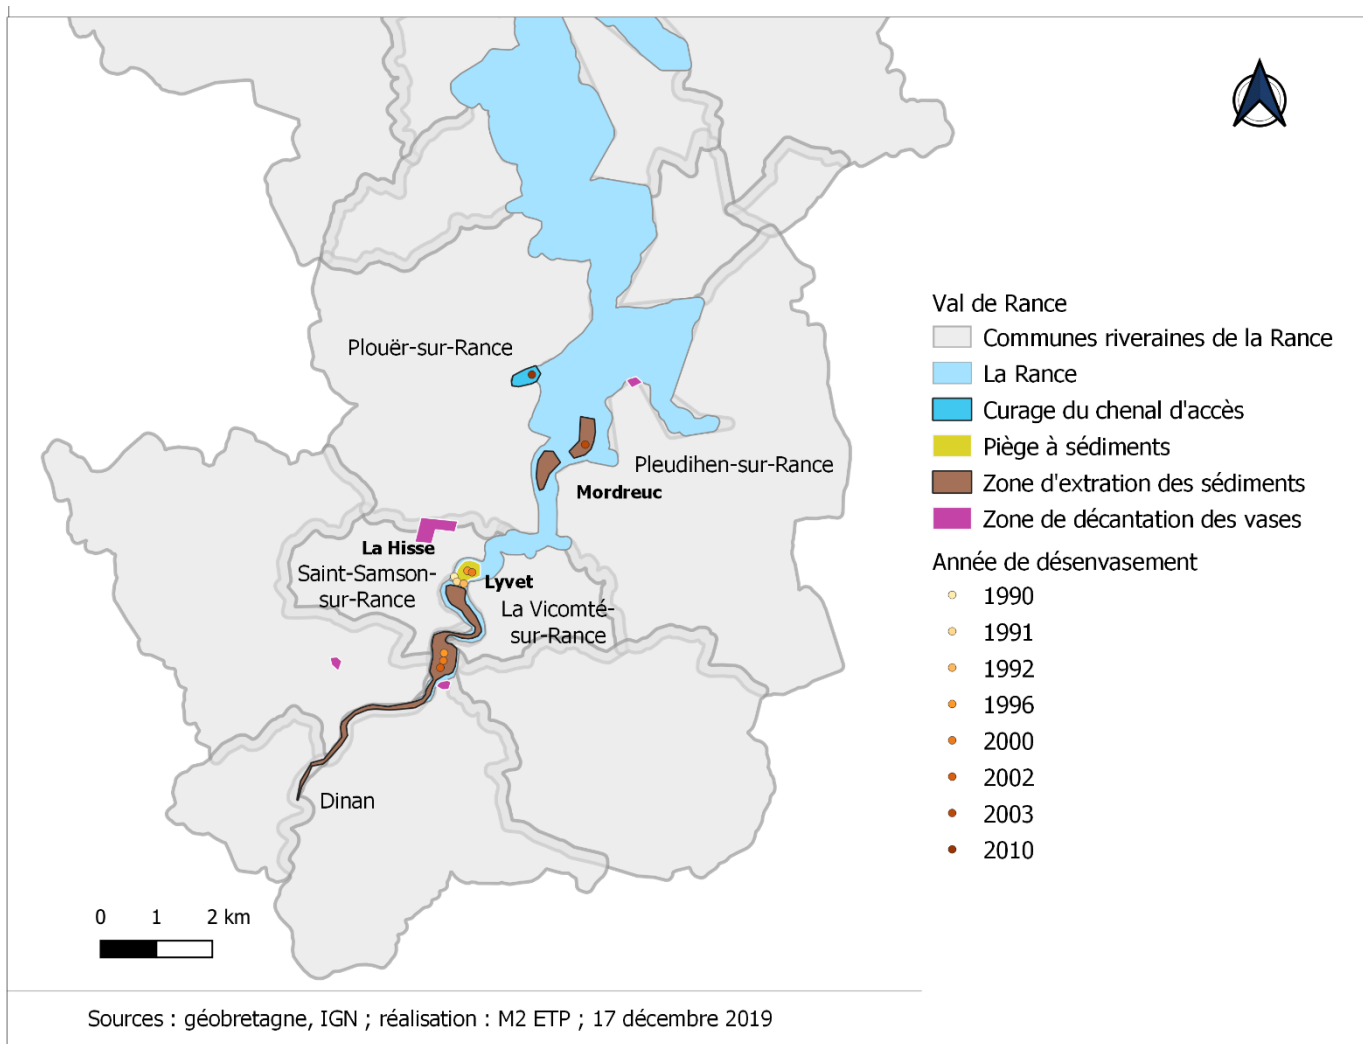 Plouër-sur-Rance
Pleudihen-sur-Rance
Mordreuc
La Hisse
Saint-Samson-
sur-Rance
Lyvet
La Vicomté-
sur-Rance
Dinan
0 1 2 km
Val de Rance
Communes riveraines de la Rance
La Rance
Curage du chenal d'accès
Piège à sédiments
Zone d'extration des sédiments
Zone de décantation des vases
Année de désenvasement
1990
1991
1992
1996
2000
2002
2003
2010
Sources : géobretagne, IGN ; réalisation : M2 ETP ; 17 décembre 2019